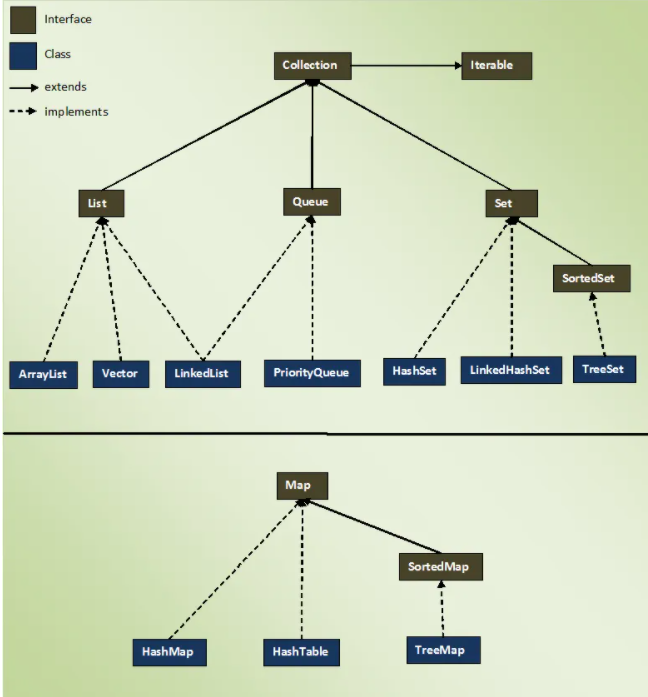 Interface
Class
extends
implements
Collection
Iterable
List
Queue
Set
SortedSet
ArrayList
Vector
LinkedList
PriorityQueue
HashSet
LinkedHashSet
TreeSet
Map
SortedMap
HashMap
HashTable
TreeMap